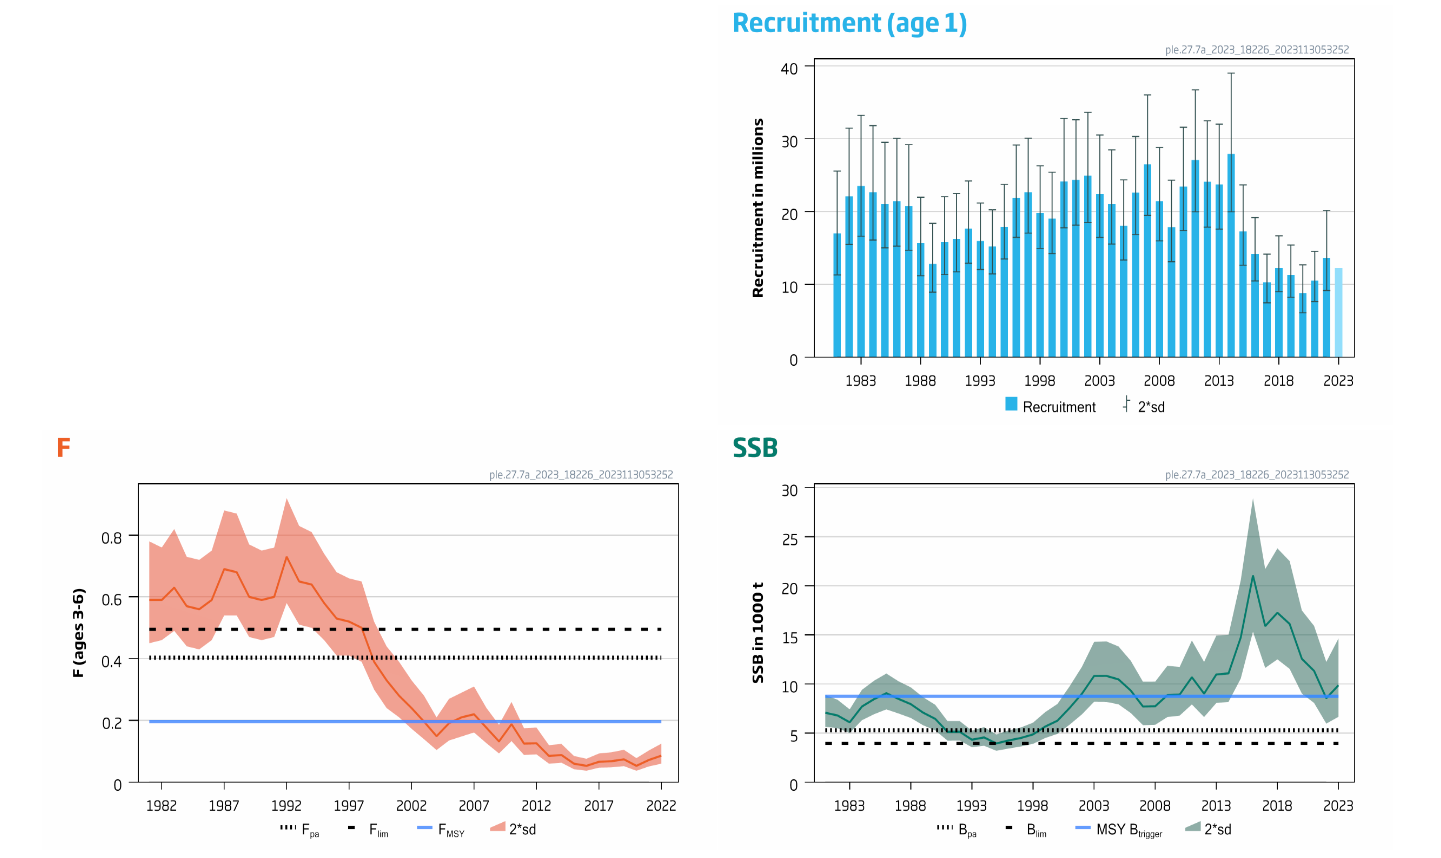 Recruitment (age 1)
ple.27.7a_2023_18226_2023113053252
Recruitment in millions
40
30
20
10
0
1983 1988 1993 1998 2003 2008 2013 2018 2023
Recruitment 2*sd
F
ple.27.7a_2023_18226_2023113053252
F (ages 3-6)
0.8
0.6
0.4
0.2
0
1982 1987 1992 1997 2002 2007 2012 2017 2022
Fpa Flim FMSY 2*sd
SSB
ple.27.7a_2023_18226_2023113053252
SSB in 1000 t
30
25
20
15
10
5
0
1983 1988 1993 1998 2003 2008 2013 2018 2023
Bpa Blim MSY Btrigger 2*sd